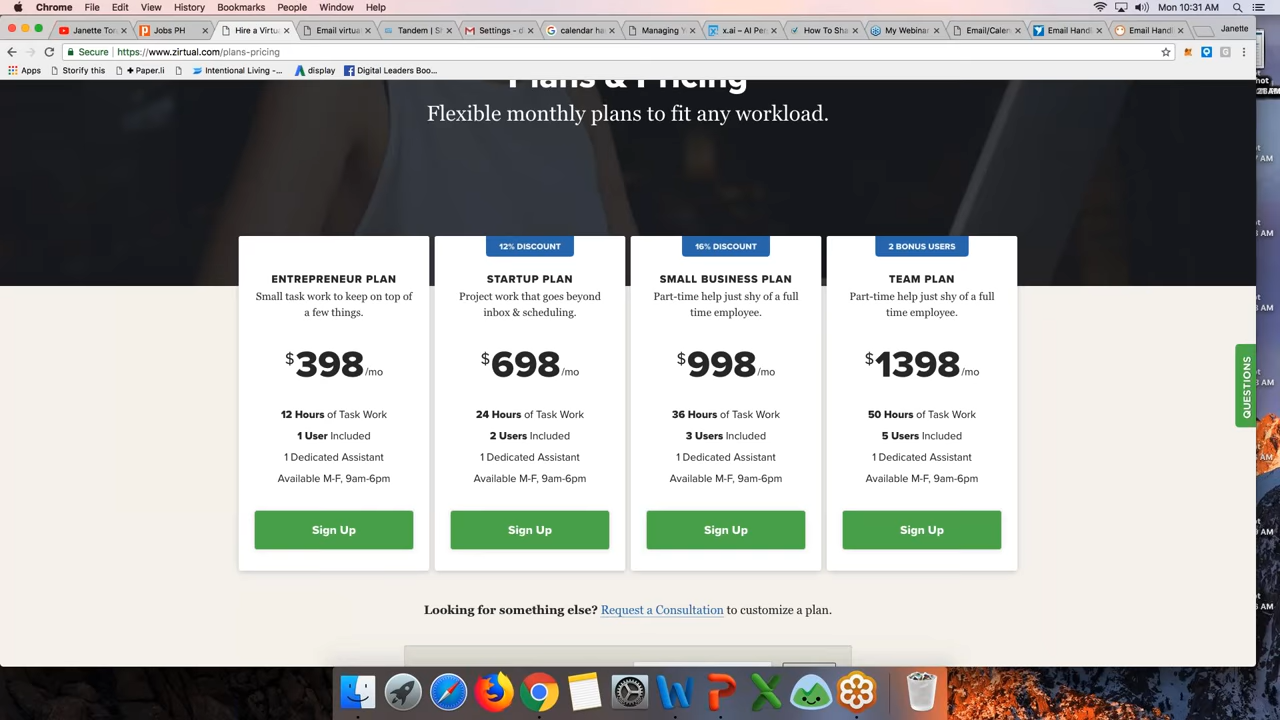 Chrome File Edit View History Bookmarks People Window Help Mon 10:31 AM
Janette To Jobs PH Hire a Virtu Email virtua Tandem | S Settings - d calendar ha Managing Y x.ai – AI Per How To Sha My Webinar Email/Caler Email Handl Email Handl Janette
Secure https://www.zirtual.com/plans-pricing
Apps Storify this Paper.li Intentional Living -... display Digital Leaders Boo...
Plans & Pricing
Flexible monthly plans to fit any workload.
12% DISCOUNT 16% DISCOUNT 2 BONUS USERS
ENTREPRENEUR PLAN
Small task work to keep on top of
a few things.
$398/mo
12 Hours of Task Work
1 User Included
1 Dedicated Assistant
Available M-F, 9am-6pm
Sign Up
STARTUP PLAN
Project work that goes beyond
inbox & scheduling.
$698/mo
24 Hours of Task Work
2 Users Included
1 Dedicated Assistant
Available M-F, 9am-6pm
Sign Up
SMALL BUSINESS PLAN
Part-time help just shy of a full
time employee.
$998/mo
36 Hours of Task Work
3 Users Included
1 Dedicated Assistant
Available M-F, 9am-6pm
Sign Up
TEAM PLAN
Part-time help just shy of a full
time employee.
$1398/mo
50 Hours of Task Work
5 Users Included
1 Dedicated Assistant
Available M-F, 9am-6pm
Sign Up
QUESTIONS
Looking for something else? Request a Consultation to customize a plan.